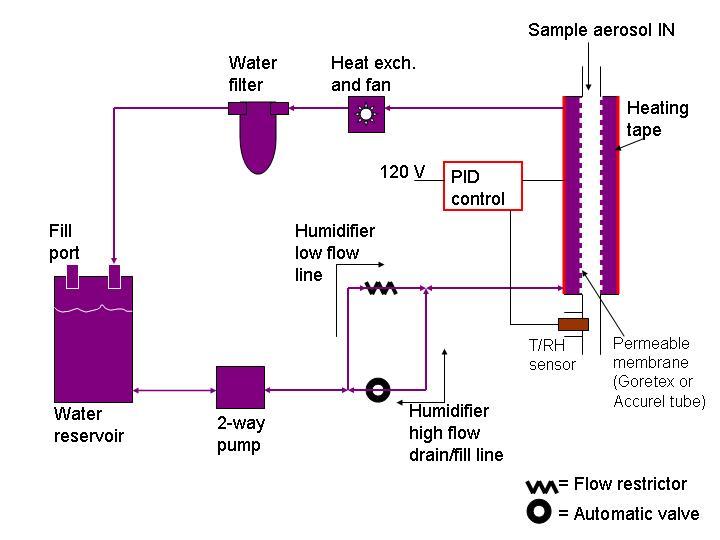 Sample aerosol IN
Water
filter
Heat exch.
and fan
Heating
tape
120 V
PID
control
Fill
port
Humidifier
low flow
line
T/RH
sensor
Permeable
membrane
(Goretex or
Accurel tube)
Water
reservoir
2-way
pump
Humidifier
high flow
drain/fill line
= Flow restrictor
= Automatic valve